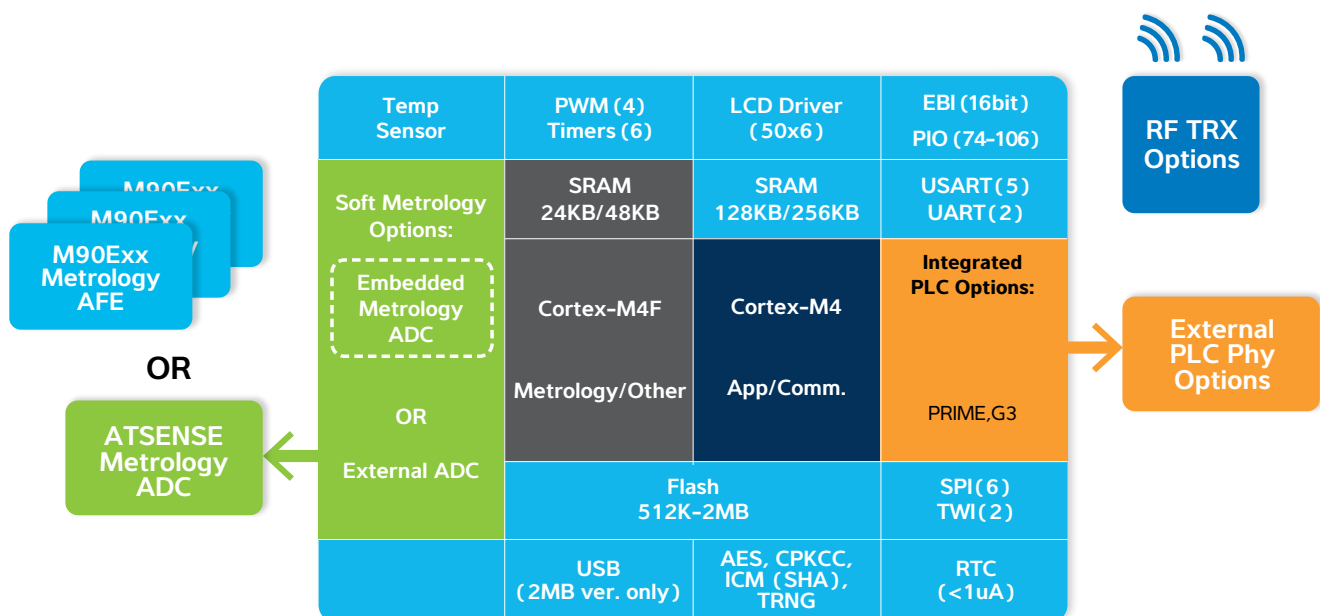 Temp
Sensor
PWM (4)
Timers (6)
LCD Driver
(50x6)
EBI (16bit)
PIO (74-106)
RF TRX
Options
M90Exx
M90Exx
y
M90Exx
Metrology
AFE
OR
ATSENSE
Metrology
ADC
Soft Metrology
Options:
Embedded
Metrology
ADC
OR
External ADC
SRAM
24KB/48KB
SRAM
128KB/256KB
USART(5)
UART(2)
Cortex-M4F
Metrology/Other
Cortex-M4
App/Comm.
Integrated
PLC Options:
PRIME,G3
External
PLC Phy
Options
Flash
512K-2MB
SPI(6)
TWI(2)
USB
(2MB ver. only)
AES, CPKCC,
ICM (SHA),
TRNG
RTC
(<1uA)